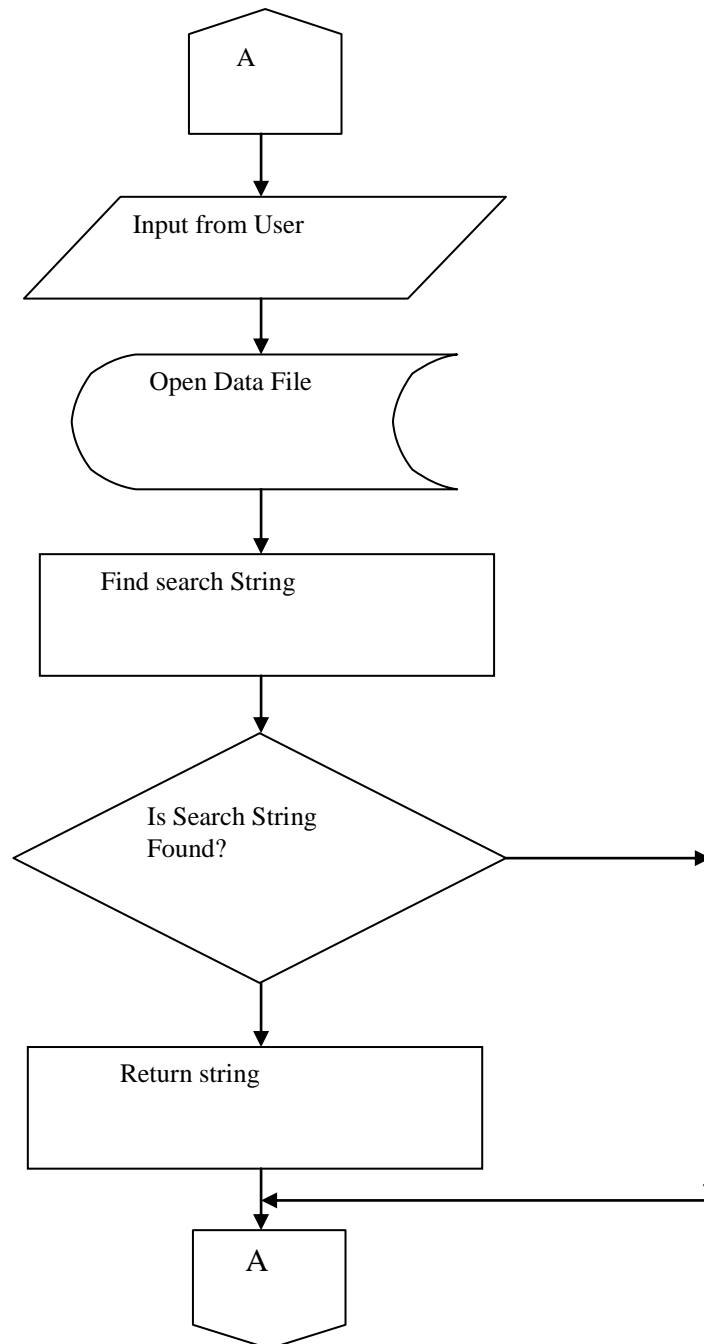 A
Input from User
Open Data File
Find search String
Is Search String
Found?
Return string
A